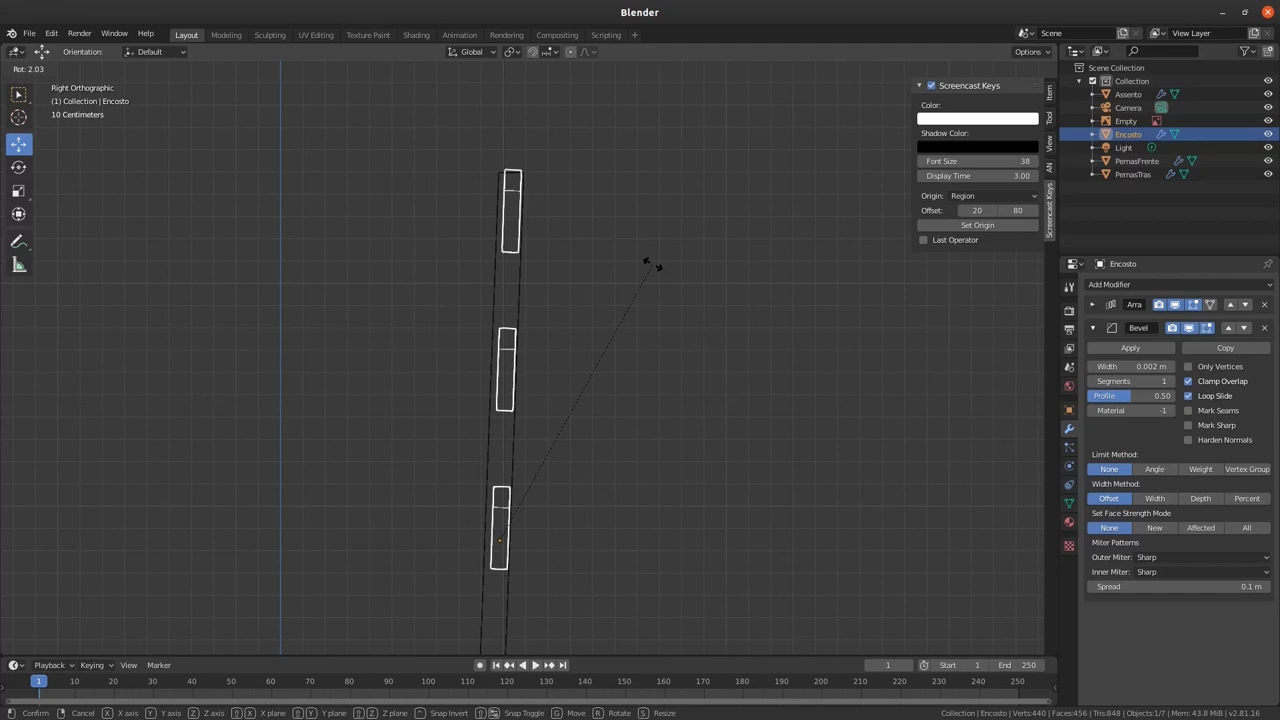 Blender
File Edit Render Window Help Layout Modeling Sculpting UV Editing Texture Paint Shading Animation Rendering Compositing Scripting + Scene View Layer
Orientation: Default Global Options
Rot: 2.03
Right Orthographic
(1) Collection | Encosto
10 Centimeters
Screencast Keys
Color:
Shadow Color:
Font Size 38
Display Time 3.00
Origin: Region
Offset: 20 80
Set Origin
Last Operator
Item
Tool
View
AN
Screencast Keys
Scene Collection
Collection
Assento
Camera
Empty
Encosto
Light
PernasFrente
PernasTras
Encosto
Add Modifier
Arra
Bevel
Apply Copy
Width 0.002 m Only Vertices
Segments 1 Clamp Overlap
Profile 0.50 Loop Slide
Material -1 Mark Seams
Mark Sharp
Harden Normals
Limit Method:
None Angle Weight Vertex Group
Width Method:
Offset Width Depth Percent
Set Face Strength Mode
None New Affected All
Miter Patterns
Outer Miter: Sharp
Inner Miter: Sharp
Spread 0.1 m
Playback Keying View Marker 1 Start 1 End 250
1 10 20 30 40 50 60 70 80 90 100 110 120 130 140 150 160 170 180 190 200 210 220 230 240 250
Confirm Cancel X X axis Y Y axis Z Z axis X X plane Y Y plane Z Z plane Snap Invert Snap Toggle G Move R Rotate S Resize Collection | Encosto | Verts:440 | Faces:456 | Objects:1/7 | Mem: 43.8 MiB | v2.81.16